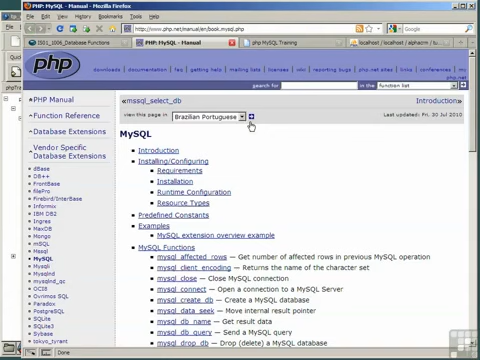 PHP: MySQL - Manual - Mozilla Firefox
File Edit View History Bookmarks Tools Help
http://www.php.net/manual/en/book.mysql.php
IS01_1006_Database Functions
PHP: MySQL - Manual
php MySQL Training
php
downloads | documentation | faq | getting help | mailing lists | licenses | wiki | reporting bugs | php.net sites | links | conferences | my php.net
search for
in the
function list
PHP Manual
Function Reference
Database Extensions
Vendor Specific
Database Extensions
dBase
DB++
FrontBase
filePro
Firebird/InterBase
Informix
IBM DB2
Ingres
MaxDB
Mongo
mSQL
Mssql
MySQL
Mysqli
Mysqlnd
mysqlnd_qc
OCI8
Ovrimos SQL
Paradox
PostgreSQL
SQLite
SQLite3
Sybase
tokyo_tyrant
«mssql_select_db
Introduction»
view this page in
Brazilian Portuguese
Last updated: Fri, 30 Jul 2010
MySQL
Introduction
Installing/Configuring
Requirements
Installation
Runtime Configuration
Resource Types
Predefined Constants
Examples
MySQL extension overview example
MySQL Functions
mysql_affected_rows — Get number of affected rows in previous MySQL operation
mysql_client_encoding — Returns the name of the character set
mysql_close — Close MySQL connection
mysql_connect — Open a connection to a MySQL Server
mysql_create_db — Create a MySQL database
mysql_data_seek — Move internal result pointer
mysql_db_name — Get result data
mysql_db_query — Send a MySQL query
mysql_drop_db — Drop (delete) a MySQL database
Done